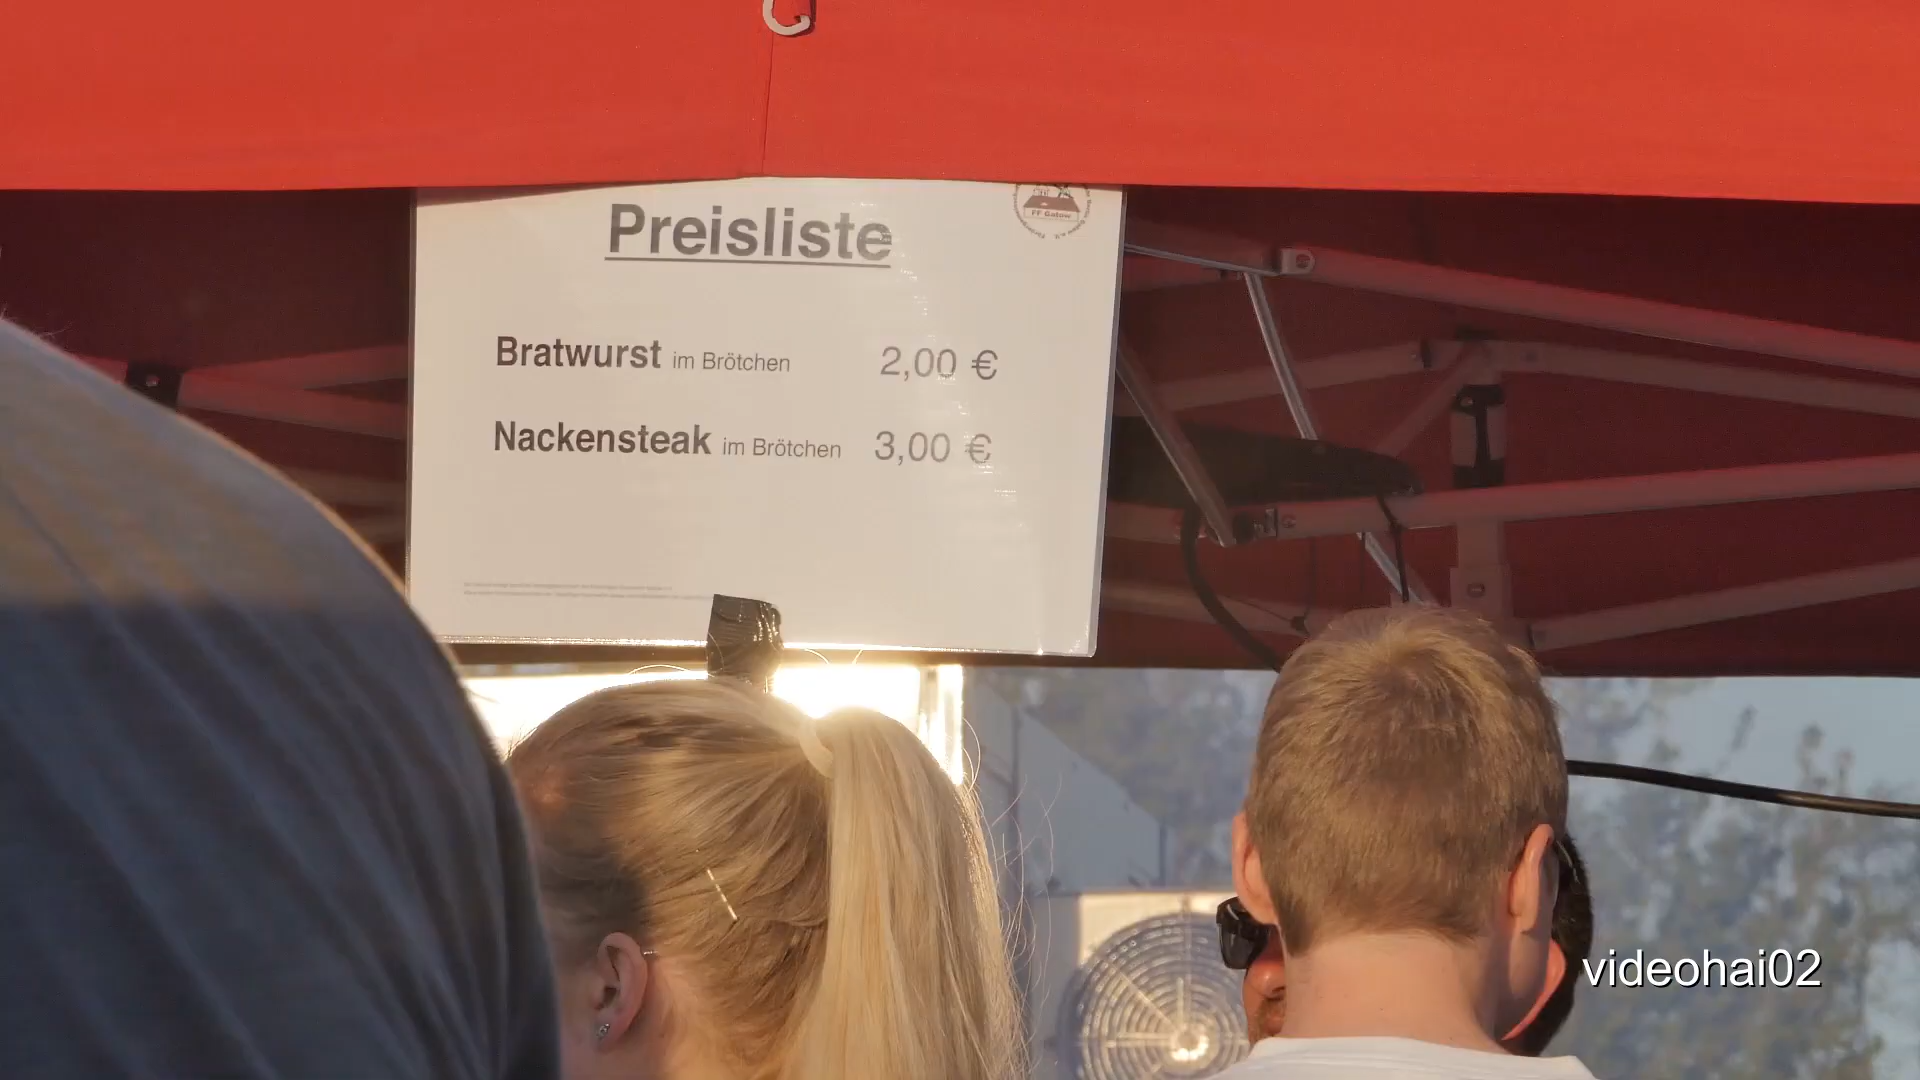 FF Gatow
Preisliste
Bratwurst im Brötchen 2,00 €
Nackensteak im Brötchen 3,00 €
videohai02